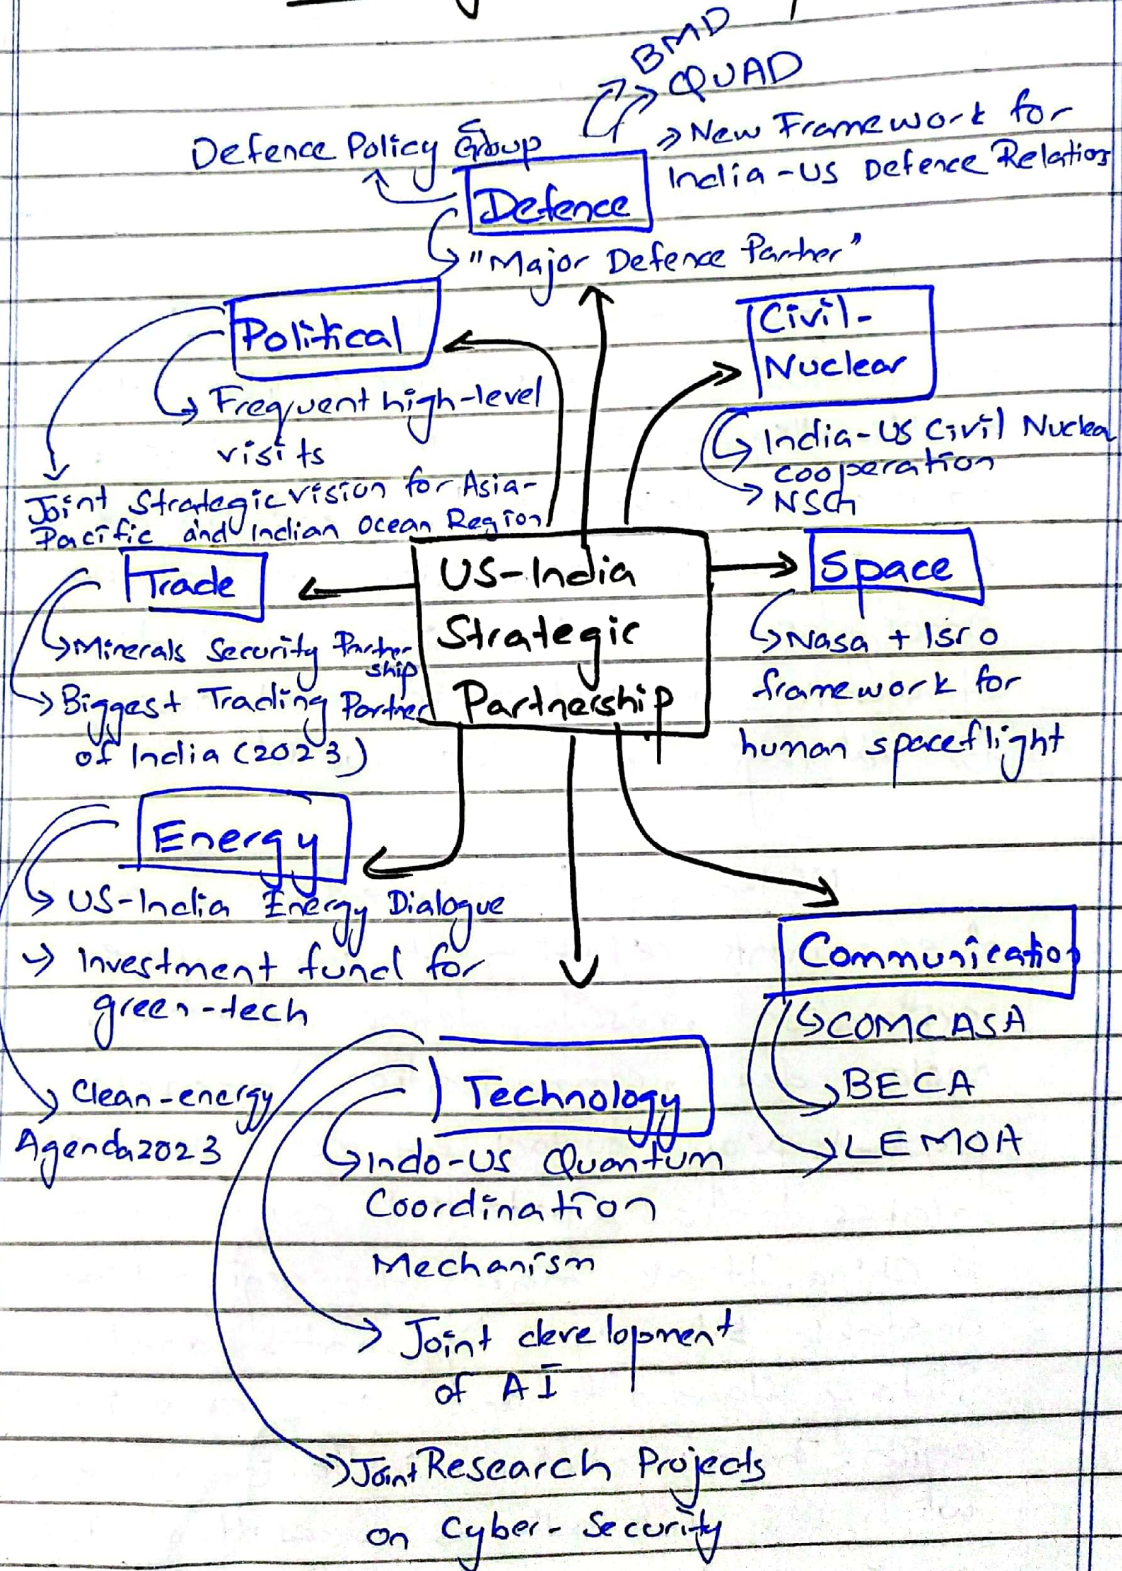 BMD
QUAD
Defence Policy Group
New Framework for
India-US Defence Relations
Defence
"Major Defence Partner"
Political
Frequent high-level
visits
Joint Strategic vision for Asia-
Pacific and Indian Ocean Region
Civil-
Nuclear
India-US Civil Nuclear
cooperation
NSG
US-India
Strategic
Partnership
Space
Nasa + Isro
framework for
human spaceflight
Trade
Minerals Security Partner
ship
Biggest Trading Partner
of India (2023)
Energy
US-India Energy Dialogue
Investment fund for
green-tech
Clean-energy
Agenda 2023
Communication
COMCASA
BECA
LEMOA
Technology
Indo-US Quantum
Coordination
Mechanism
Joint development
of AI
Joint Research Projects
on Cyber-Security